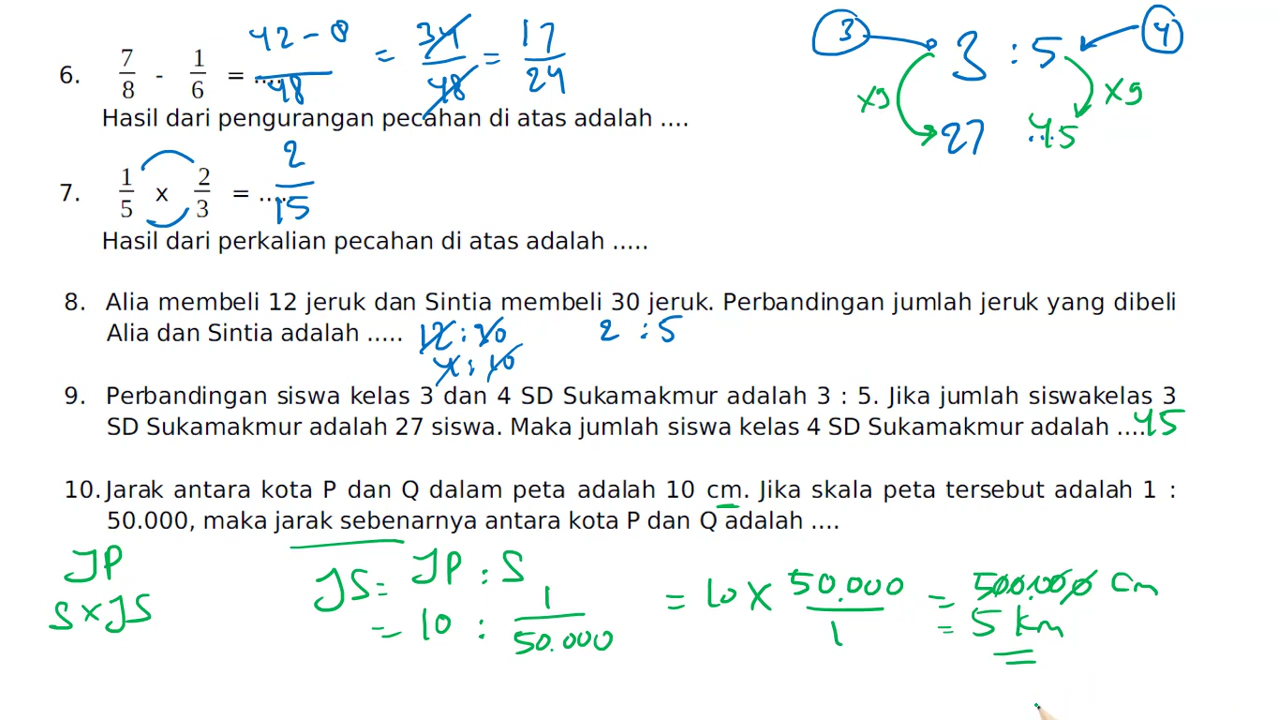 3 3 : 5 4
x9 x9
27 : 45
6. 7/8 - 1/6 = .... 42 - 8 / 48 = 34/48 = 17/24
Hasil dari pengurangan pecahan di atas adalah ....
7. 1/5 x 2/3 = ..... 2/15
Hasil dari perkalian pecahan di atas adalah .....
8. Alia membeli 12 jeruk dan Sintia membeli 30 jeruk. Perbandingan jumlah jeruk yang dibeli
Alia dan Sintia adalah ..... 12 : 30 2 : 5
4 : 10
9. Perbandingan siswa kelas 3 dan 4 SD Sukamakmur adalah 3 : 5. Jika jumlah siswakelas 3
SD Sukamakmur adalah 27 siswa. Maka jumlah siswa kelas 4 SD Sukamakmur adalah .... 45
10. Jarak antara kota P dan Q dalam peta adalah 10 cm. Jika skala peta tersebut adalah 1 :
50.000, maka jarak sebenarnya antara kota P dan Q adalah ....
JP
S x JS
JS = JP : S
= 10 : 1/50.000
= 10 x 50.000/1 = 500.000 cm
= 5 km